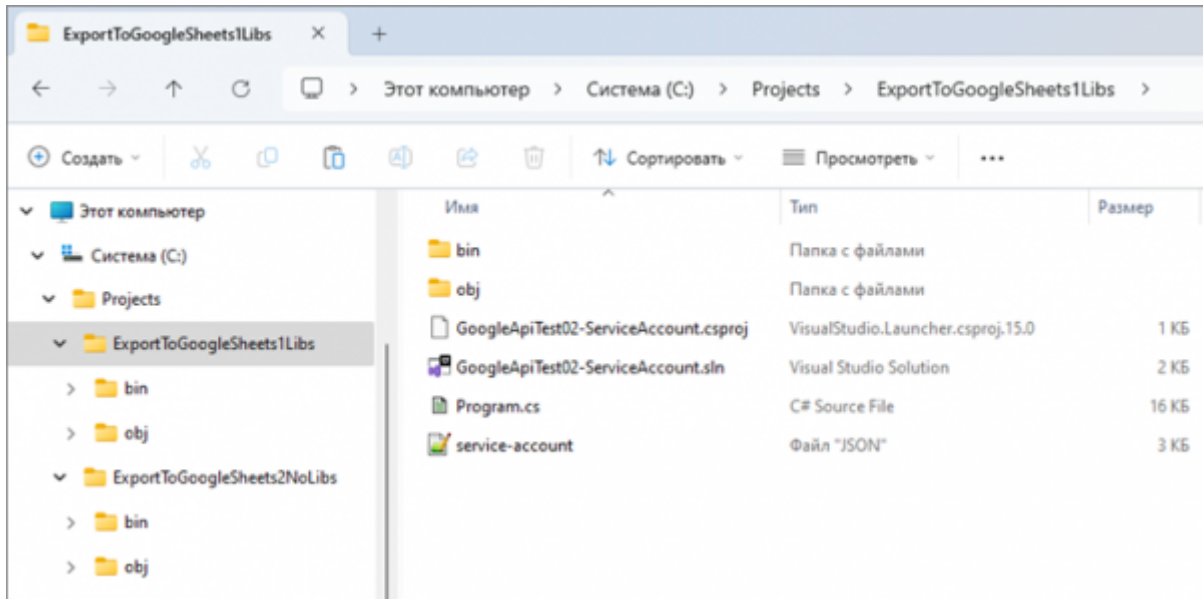 ExportToGoogleSheets1Libs
Этот компьютер > Система (C:) > Projects > ExportToGoogleSheets1Libs >
Создать Сортировать Просмотреть ...
Этот компьютер
Система (C:)
Projects
ExportToGoogleSheets1Libs
bin
obj
ExportToGoogleSheets2NoLibs
bin
obj
Имя Тип Размер
bin Папка с файлами
obj Папка с файлами
GoogleApiTest02-ServiceAccount.csproj VisualStudio.Launcher.csproj.15.0 1 КБ
GoogleApiTest02-ServiceAccount.sln Visual Studio Solution 2 КБ
Program.cs C# Source File 16 КБ
service-account Файл "JSON" 3 КБ